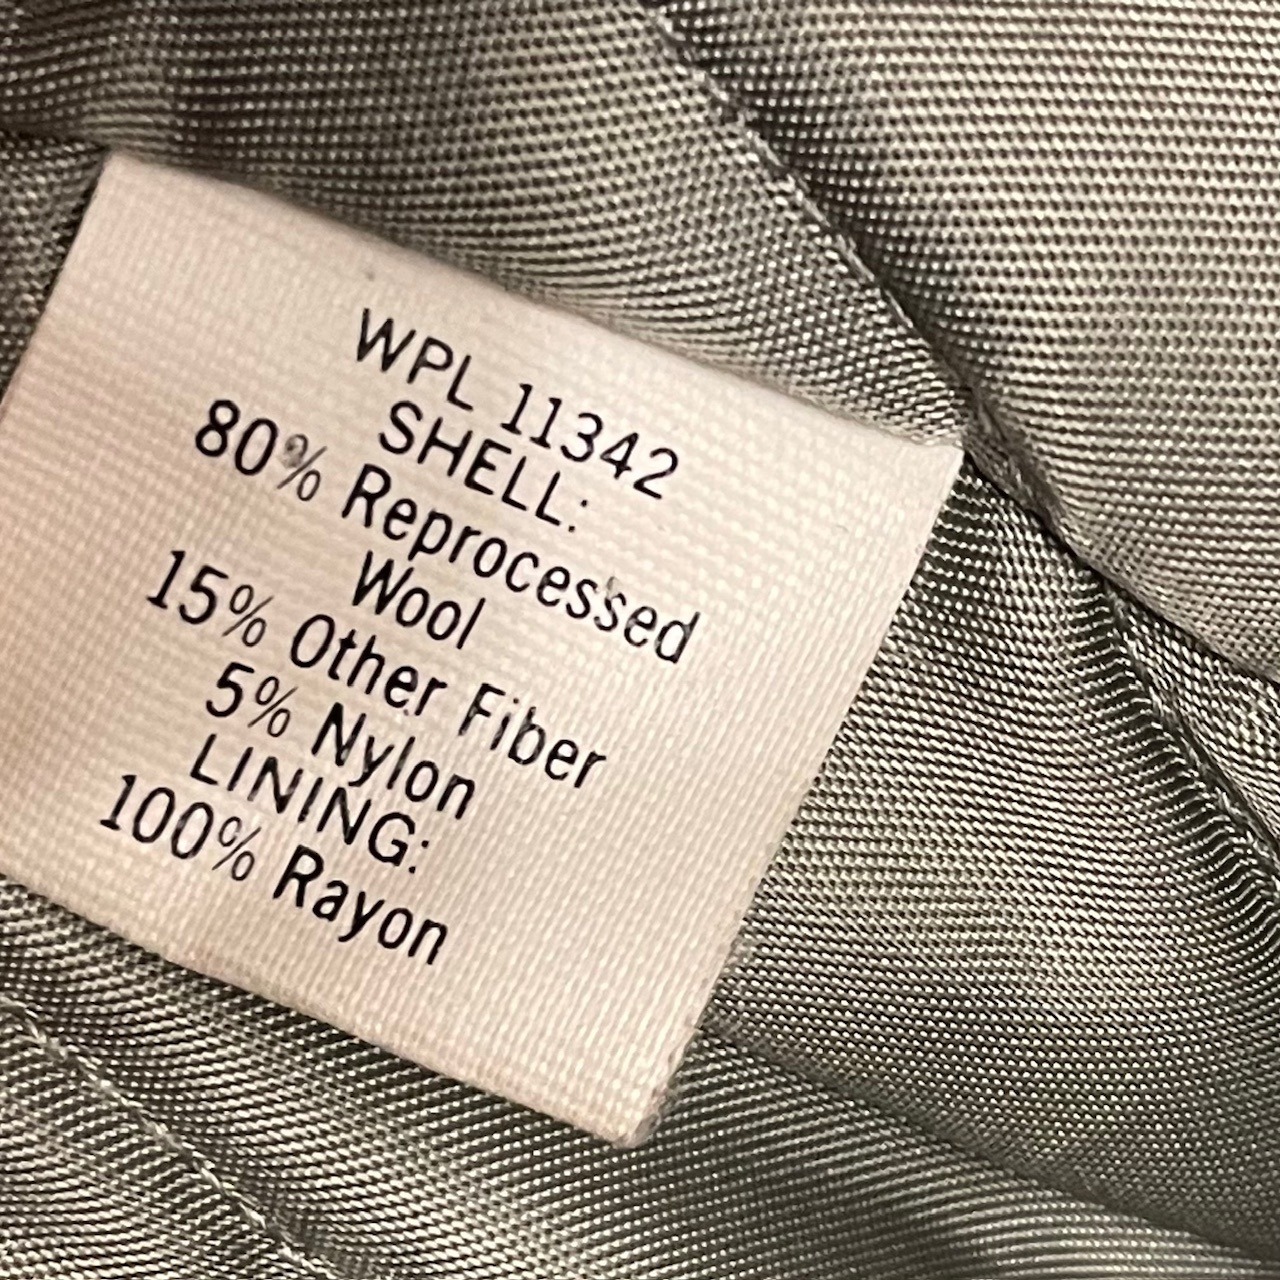 WPL 11342
SHELL:
80% Reprocessed
Wool
15% Other Fiber
5% Nylon
LINING:
100% Rayon